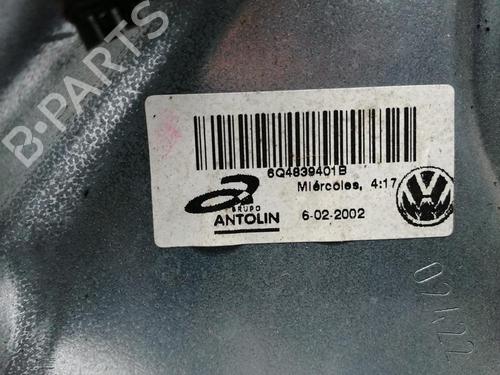 B-PARTS
6Q4839401B
Miércoles, 4:17
GRUPO
ANTOLIN
6-02-2002